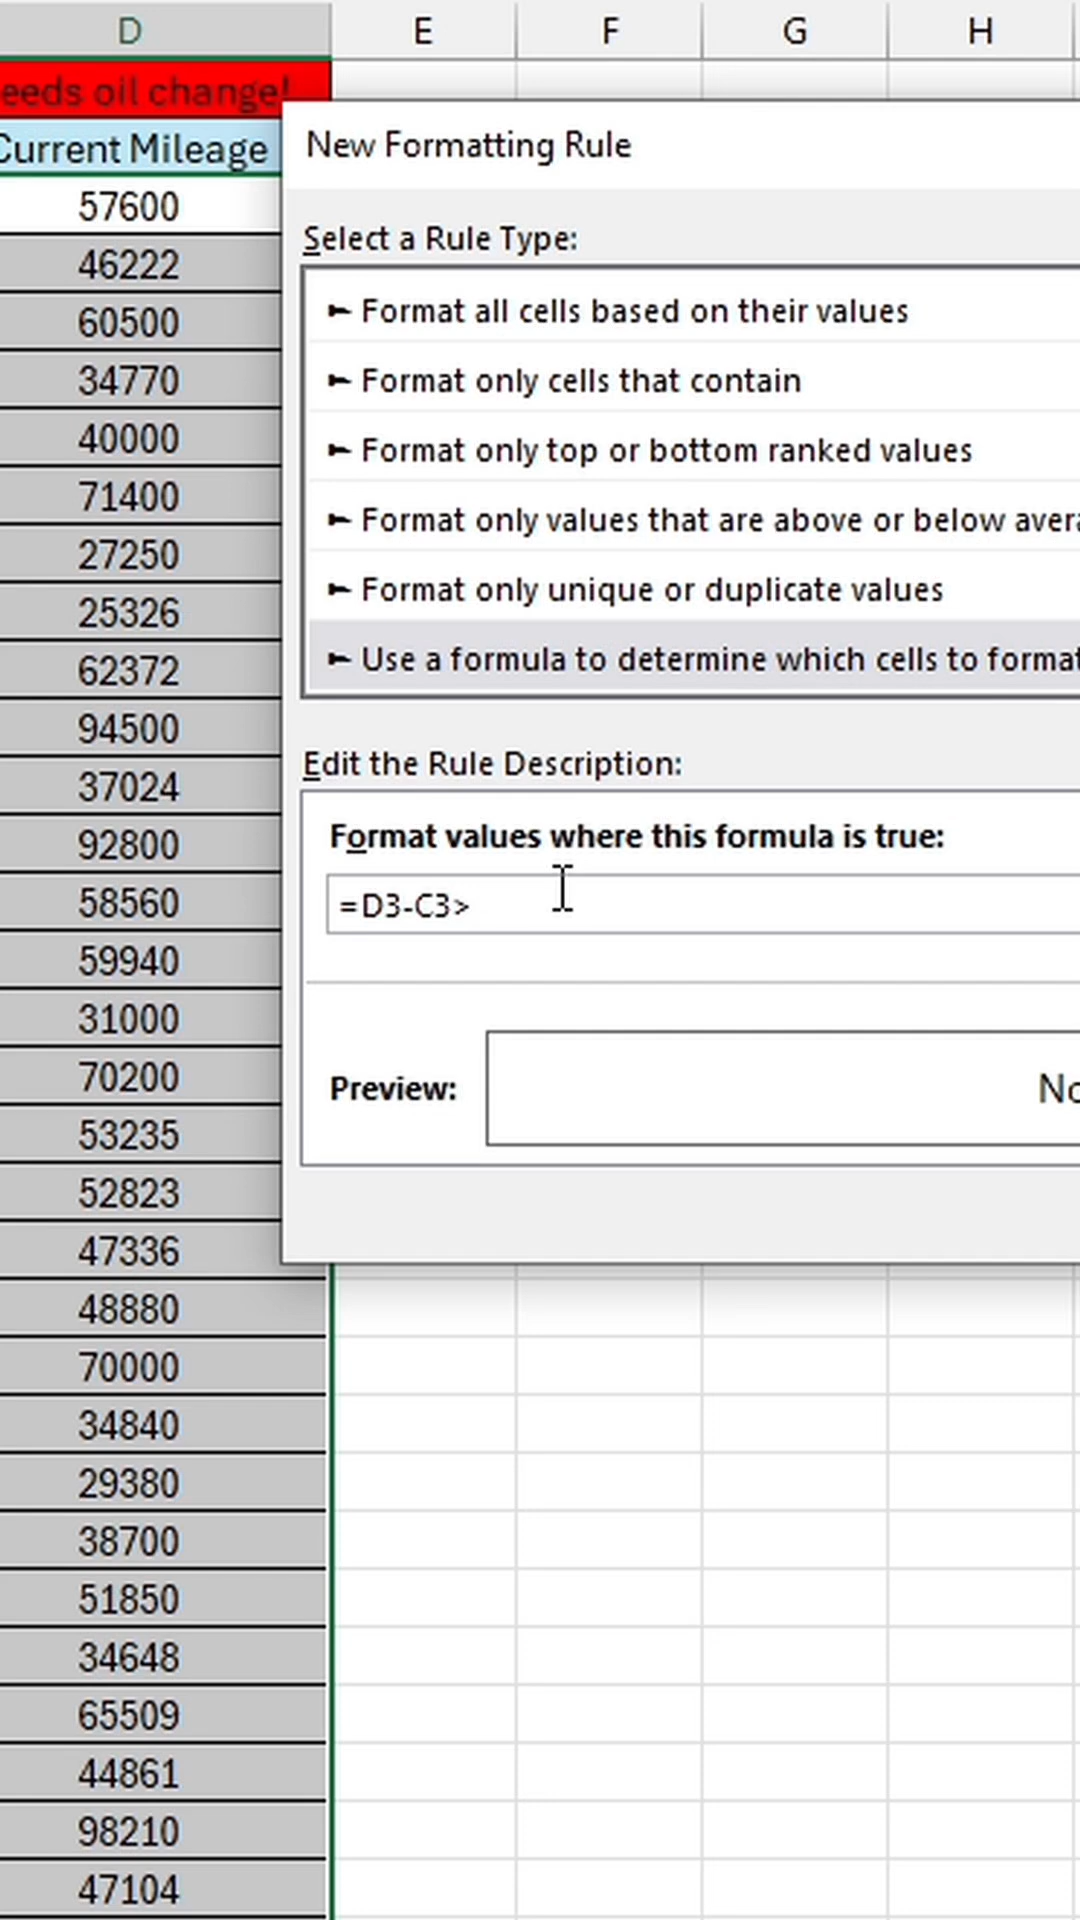 D E F G H
eeds oil change!
Current Mileage
57600
46222
60500
34770
40000
71400
27250
25326
62372
94500
37024
92800
58560
59940
31000
70200
53235
52823
47336
48880
70000
34840
29380
38700
51850
34648
65509
44861
98210
47104
New Formatting Rule
Select a Rule Type:
► Format all cells based on their values
► Format only cells that contain
► Format only top or bottom ranked values
► Format only values that are above or below avera
► Format only unique or duplicate values
► Use a formula to determine which cells to format
Edit the Rule Description:
Format values where this formula is true:
=D3-C3>
Preview:
No